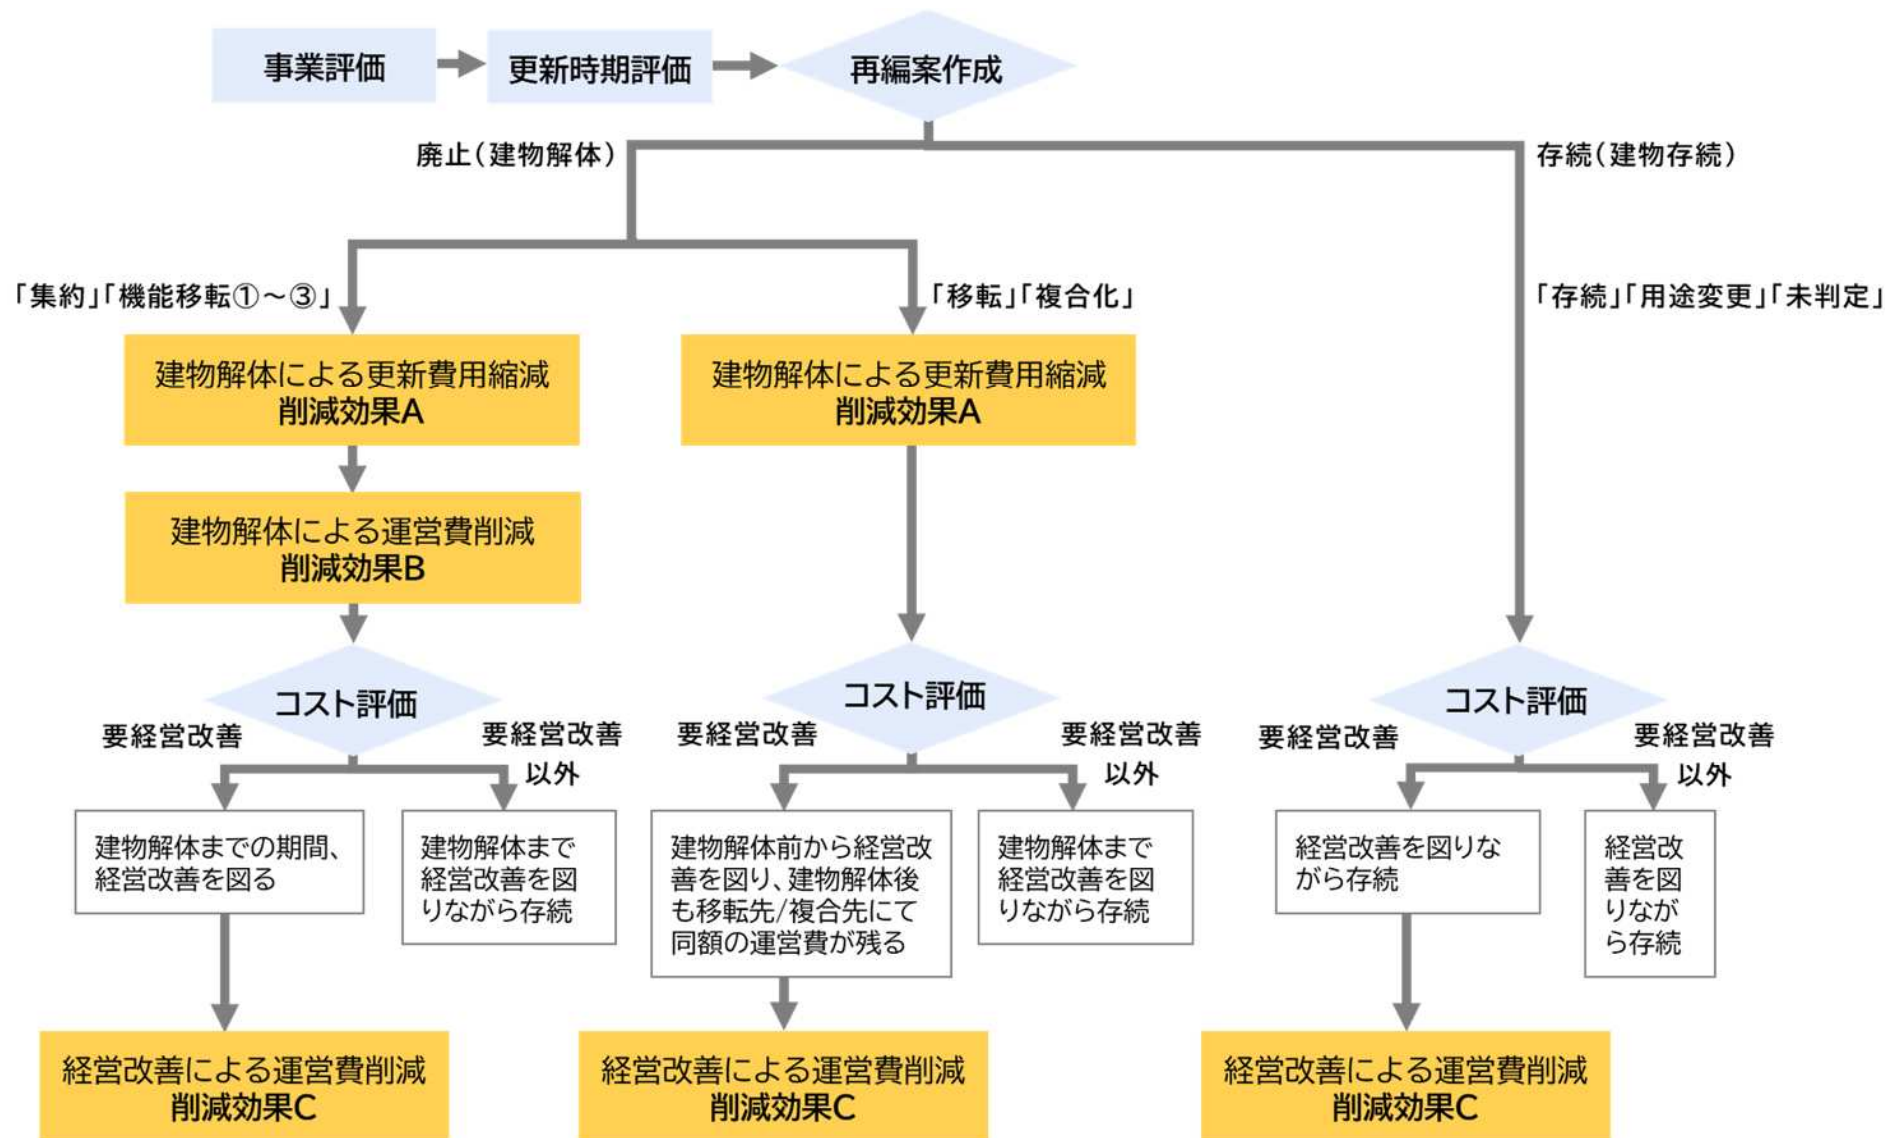 事業評価
更新時期評価
再編案作成
廃止(建物解体)
存続(建物存続)
「集約」「機能移転①～③」
「移転」「複合化」
「存続」「用途変更」「未判定」
建物解体による更新費用縮減
削減効果A
建物解体による更新費用縮減
削減効果A
建物解体による運営費削減
削減効果B
コスト評価
コスト評価
コスト評価
要経営改善
要経営改善
以外
要経営改善
要経営改善
以外
要経営改善
要経営改善
以外
建物解体までの期間、
経営改善を図る
建物解体まで
経営改善を図
りながら存続
建物解体前から経営改
善を図り、建物解体後
も移転先/複合先にて
同額の運営費が残る
建物解体まで
経営改善を図
りながら存続
経営改善を図りな
がら存続
経営改
善を図
りなが
ら存続
経営改善による運営費削減
削減効果C
経営改善による運営費削減
削減効果C
経営改善による運営費削減
削減効果C